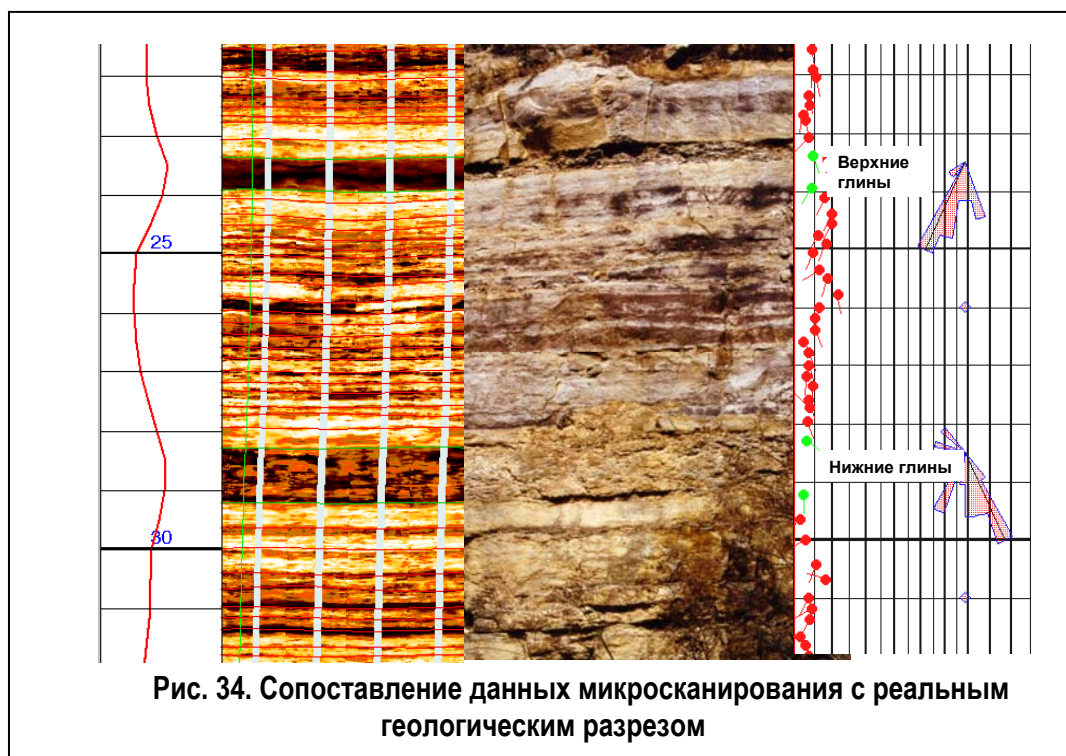 Верхние
глины
25
Нижние глины
30
Рис. 34. Сопоставление данных микросканирования с реальным
геологическим разрезом